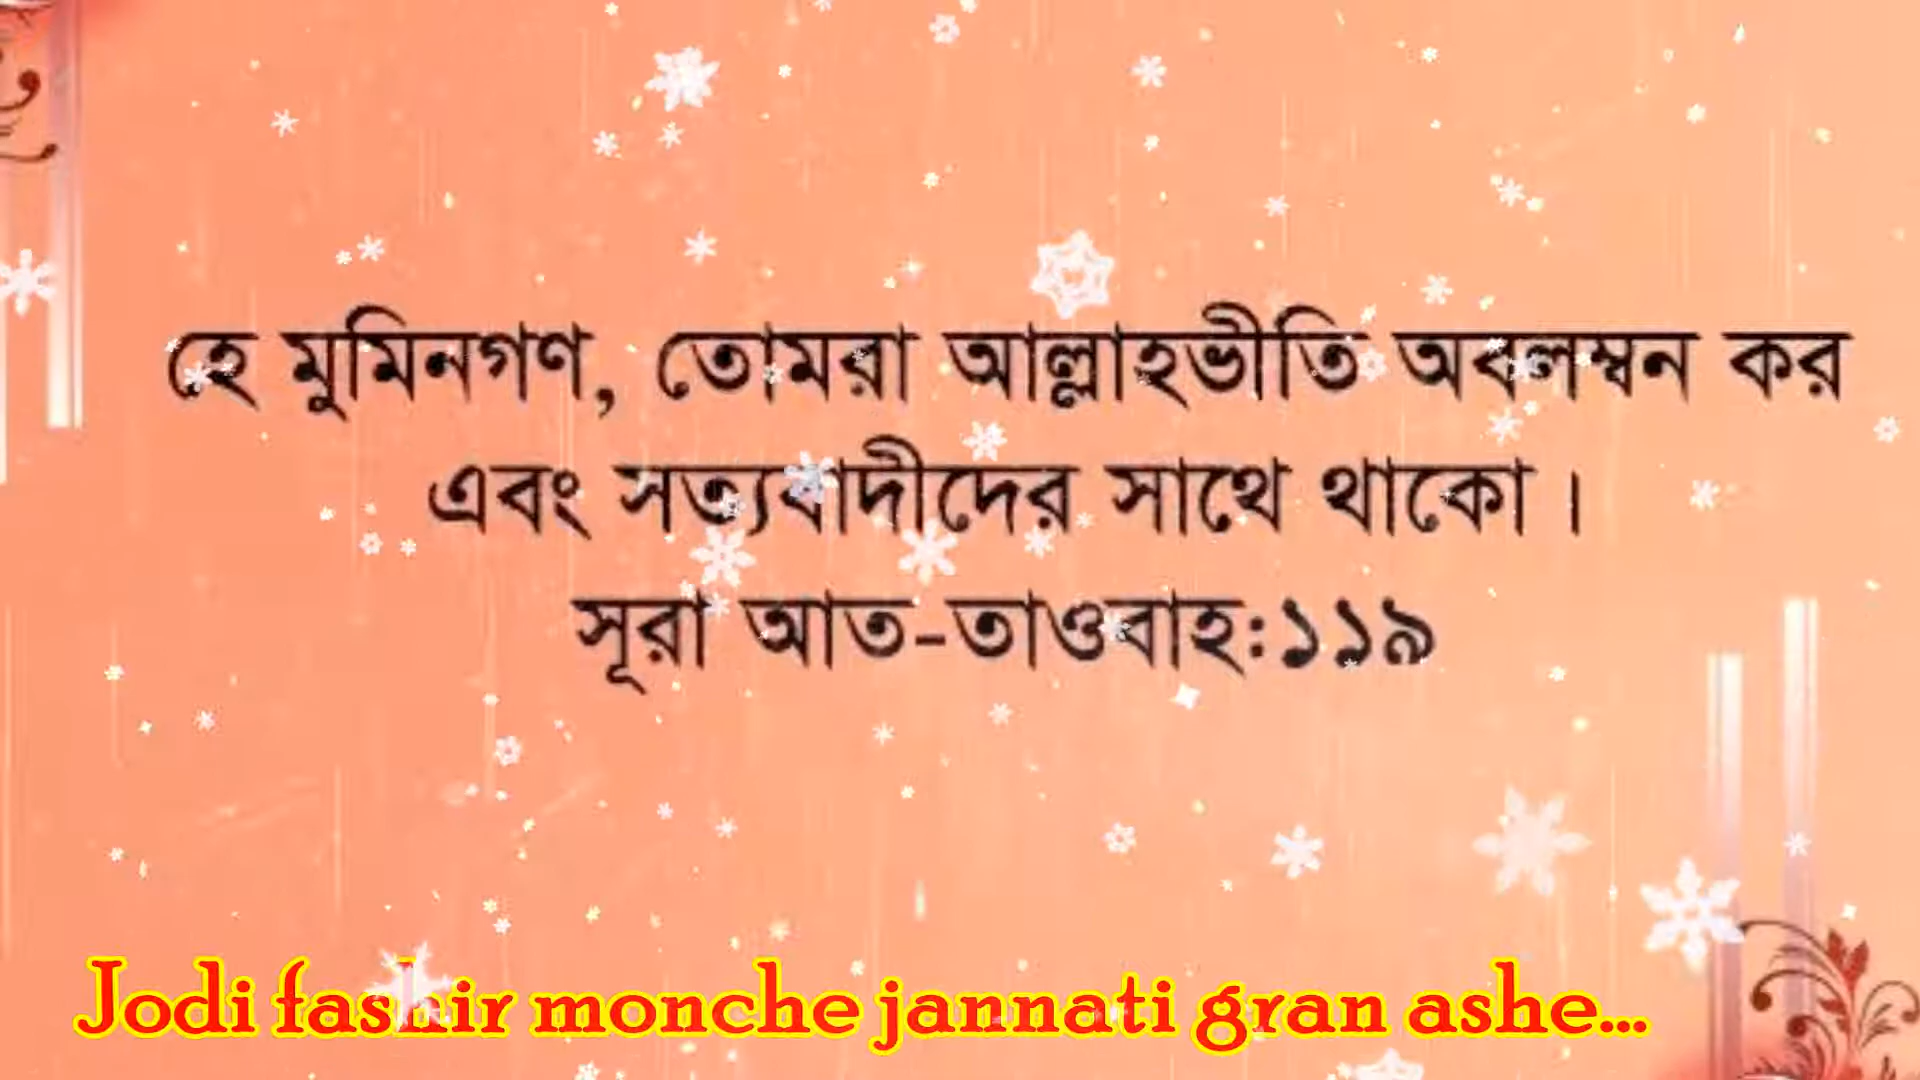 হে মুমিনগণ, তোমরা আল্লাহভীতি অবলম্বন কর
এবং সত্যবাদীদের সাথে থাকো।
সূরা আত-তাওবাহ:১১৯
Jodi fashir monche jannati gran ashe...